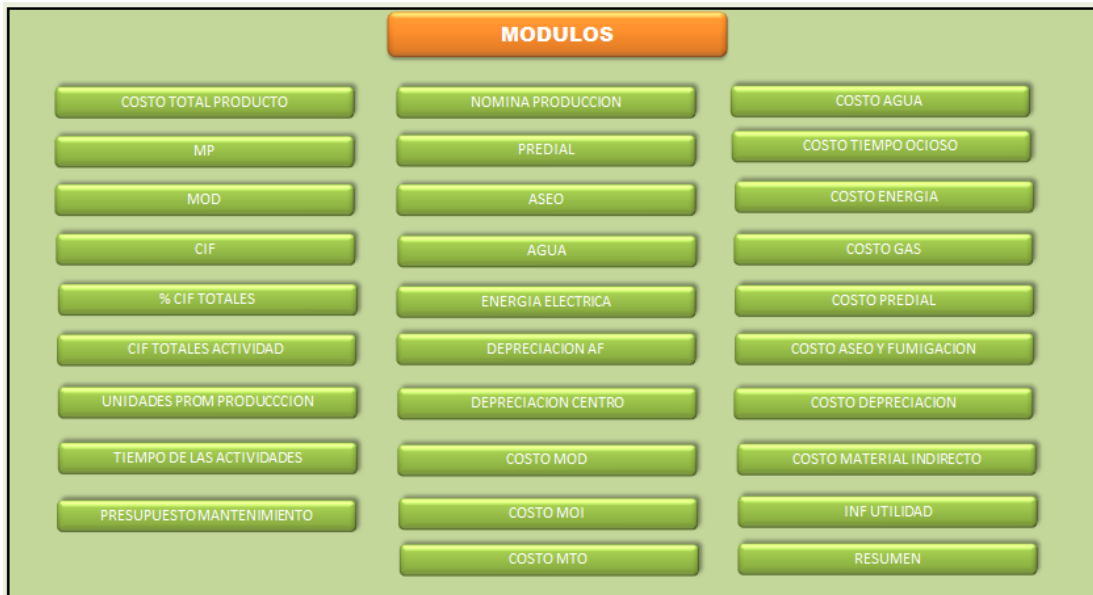 MODULOS
COSTO TOTAL PRODUCTO
MP
MOD
CIF
% CIF TOTALES
CIF TOTALES ACTIVIDAD
UNIDADES PROM PRODUCCCION
TIEMPO DE LAS ACTIVIDADES
PRESUPUESTO MANTENIMIENTO
NOMINA PRODUCCION
PREDIAL
ASEO
AGUA
ENERGIA ELECTRICA
DEPRECIACION AF
DEPRECIACION CENTRO
COSTO MOD
COSTO MOI
COSTO MTO
COSTO AGUA
COSTO TIEMPO OCIOSO
COSTO ENERGIA
COSTO GAS
COSTO PREDIAL
COSTO ASEO Y FUMIGACION
COSTO DEPRECIACION
COSTO MATERIAL INDIRECTO
INF UTILIDAD
RESUMEN